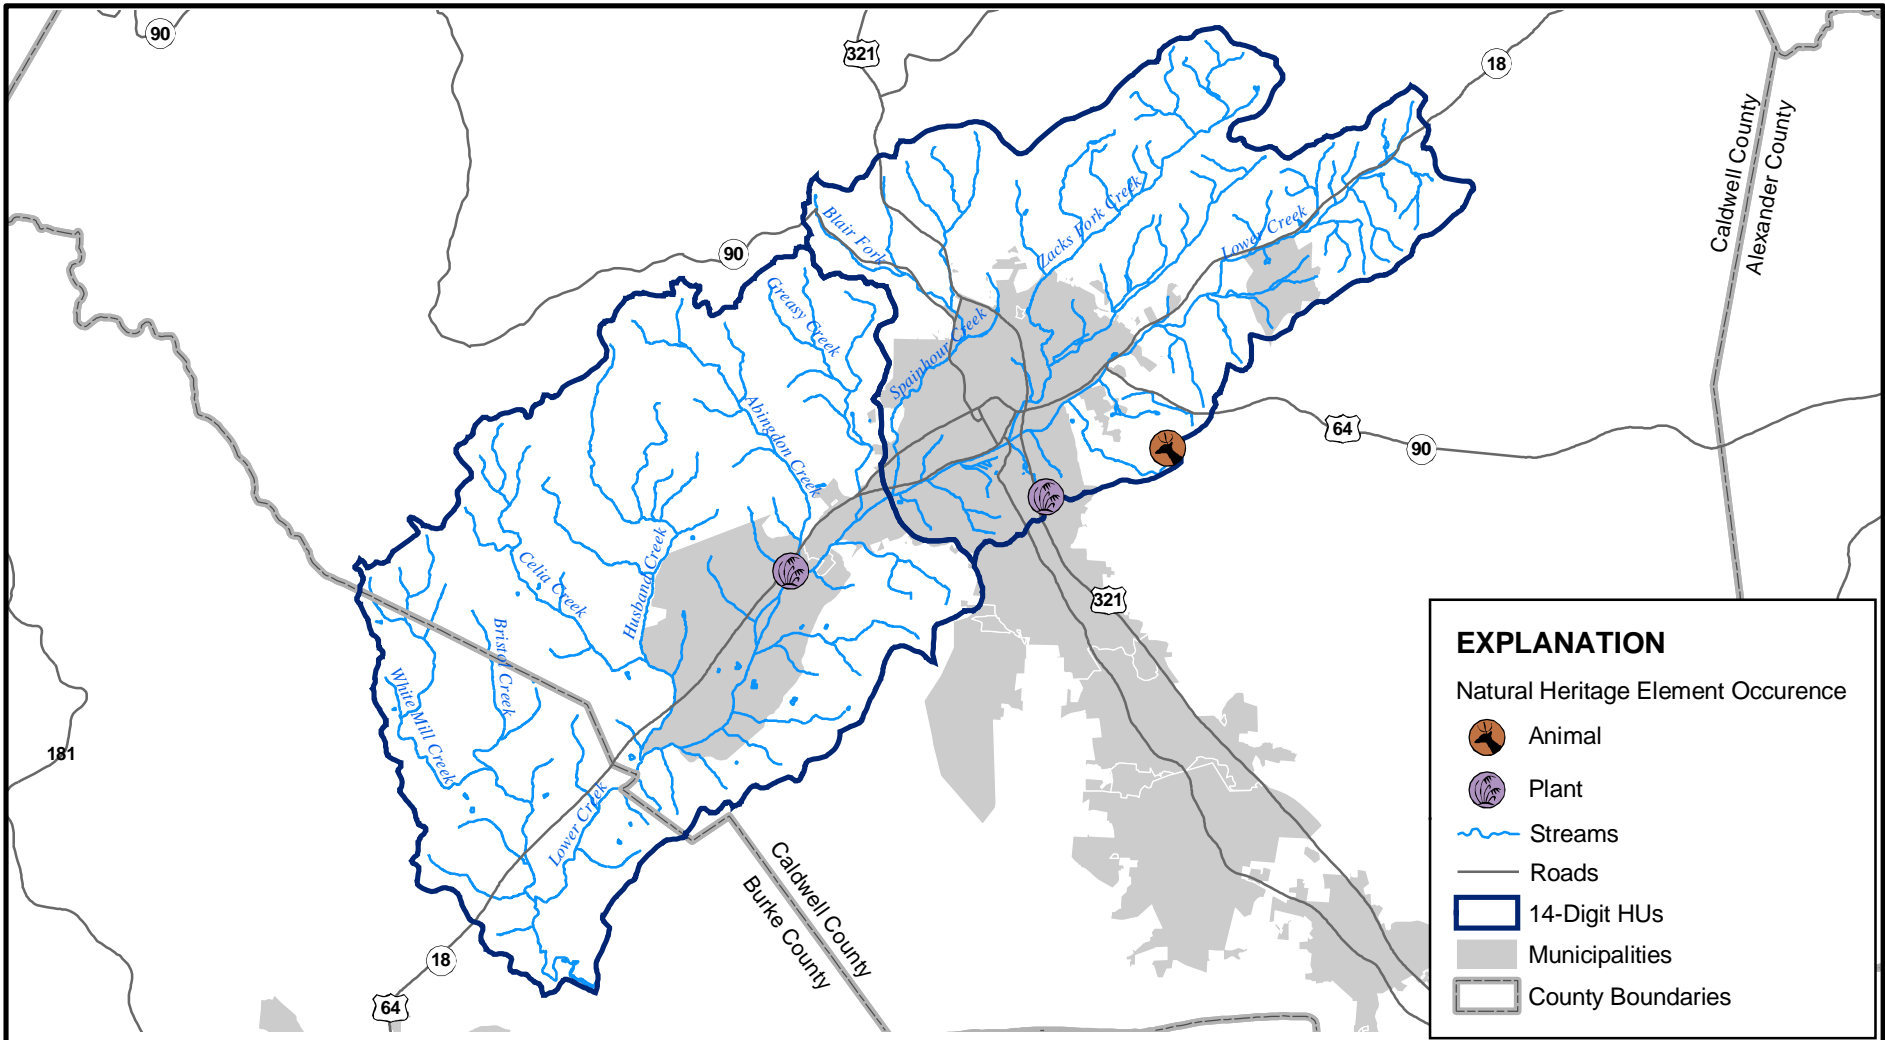 90
321
18
Caldwell County
Alexander County
Blair Fork
Zacks Fork Creek
Lower Creek
90
Greasy Creek
Spainhour Creek
Abingdon Creek
64
90
Celia Creek
Husband Creek
Bristol Creek
White Mill Creek
321
181
Lower Creek
Caldwell County
Burke County
18
64
EXPLANATION
Natural Heritage Element Occurence
Animal
Plant
Streams
Roads
14-Digit HUs
Municipalities
County Boundaries